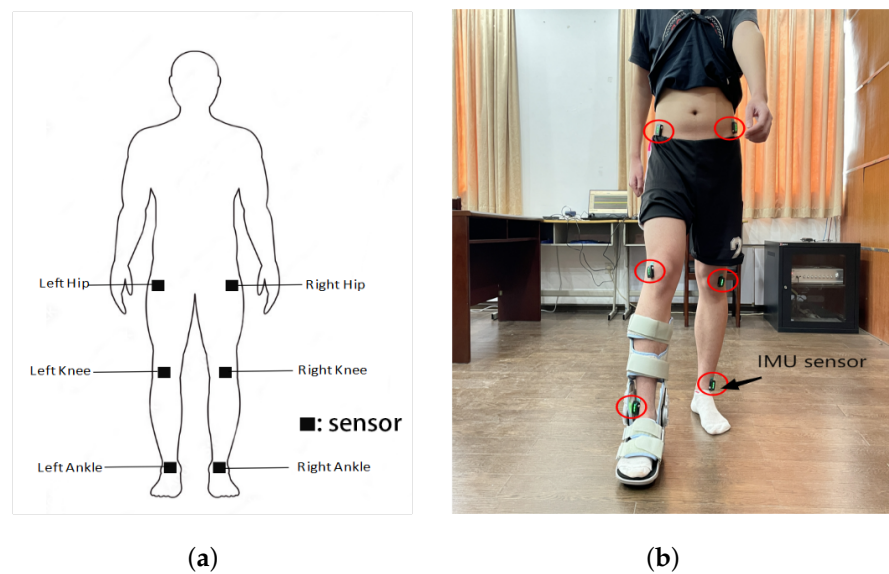 Left Hip
Right Hip
Left Knee
Right Knee
: sensor
Left Ankle
Right Ankle
IMU sensor
(a)
(b)